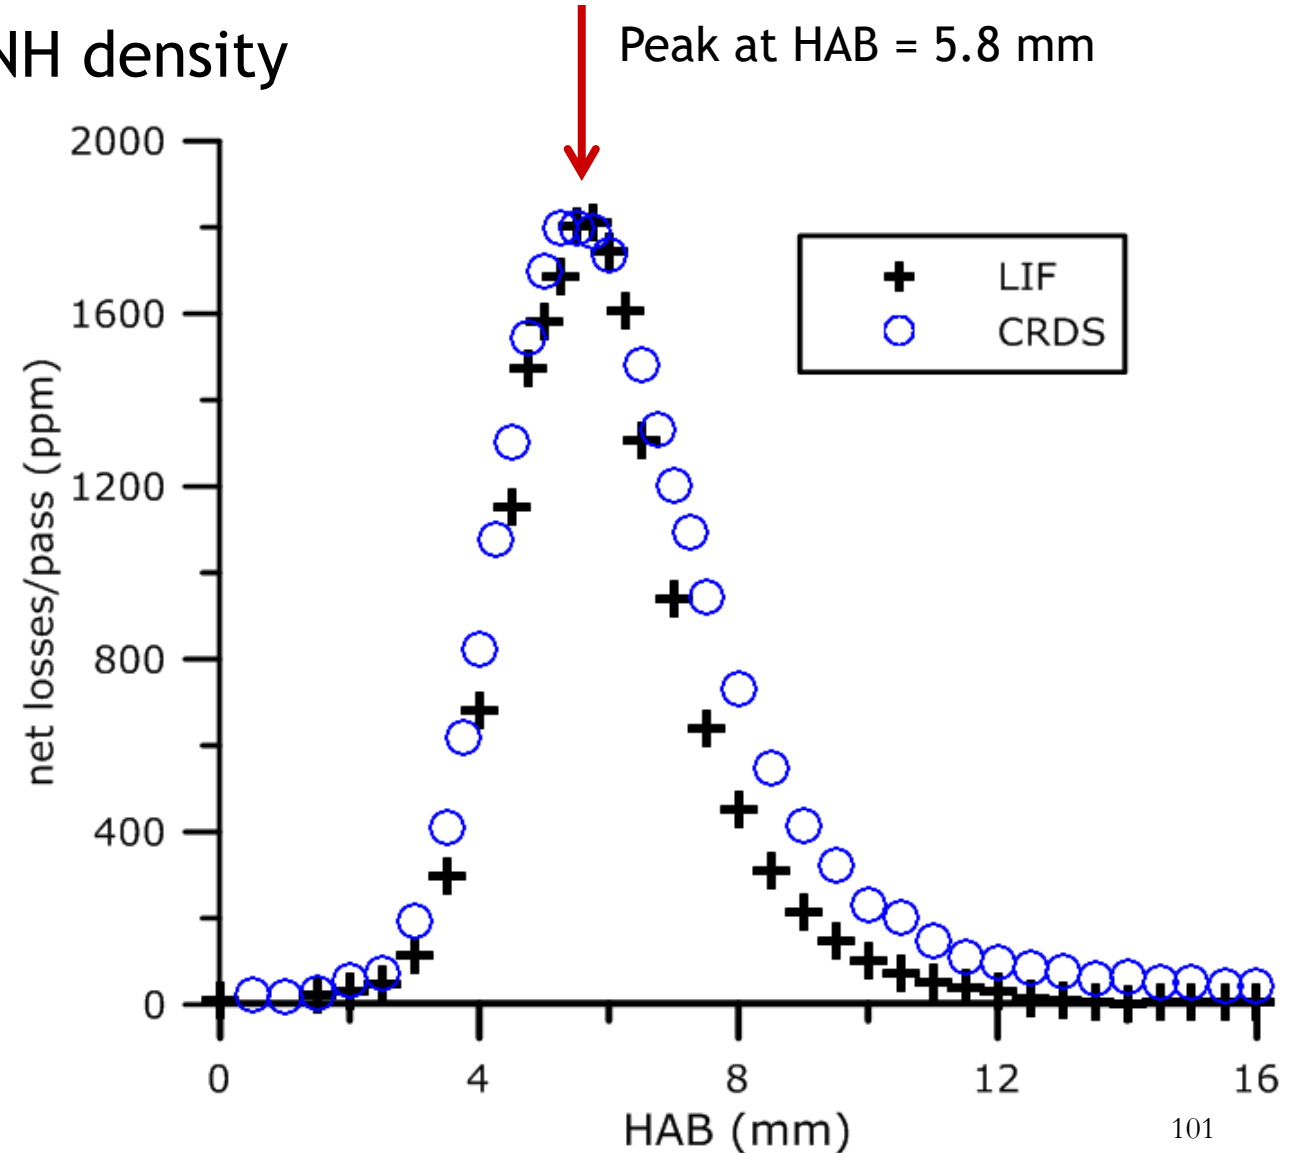 NH density
Peak at HAB = 5.8 mm
2000
1600
1200
800
400
0
net losses/pass (ppm)
LIF
CRDS
0 4 8 12 16
HAB (mm)
101